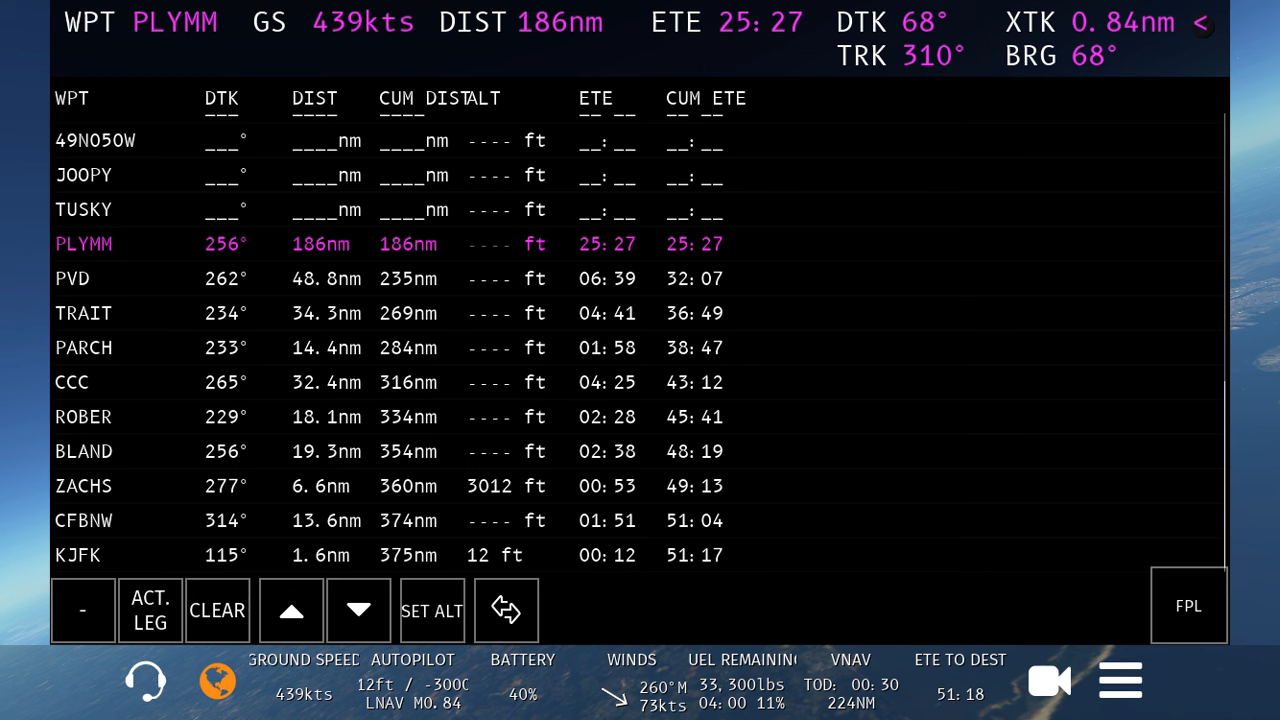 WPT PLYMM GS 439kts DIST 186nm ETE 25:27 DTK 68° XTK 0.84nm <
TRK 310° BRG 68°
WPT DTK DIST CUM DIST ALT ETE CUM ETE
49N050W ___° ____nm ____nm ---- ft __:__ __:__
JOOPY ___° ____nm ____nm ---- ft __:__ __:__
TUSKY ___° ____nm ____nm ---- ft __:__ __:__
PLYMM 256° 186nm 186nm ---- ft 25:27 25:27
PVD 262° 48.8nm 235nm ---- ft 06:39 32:07
TRAIT 234° 34.3nm 269nm ---- ft 04:41 36:49
PARCH 233° 14.4nm 284nm ---- ft 01:58 38:47
CCC 265° 32.4nm 316nm ---- ft 04:25 43:12
ROBER 229° 18.1nm 334nm ---- ft 02:28 45:41
BLAND 256° 19.3nm 354nm ---- ft 02:38 48:19
ZACHS 277° 6.6nm 360nm 3012 ft 00:53 49:13
CFBNW 314° 13.6nm 374nm ---- ft 01:51 51:04
KJFK 115° 1.6nm 375nm 12 ft 00:12 51:17
- ACT. LEG CLEAR SET ALT FPL
GROUND SPEED AUTOPILOT BATTERY WINDS UEL REMAINING VNAV ETE TO DEST
439kts 12ft / -3000 40% 260°M 33,300lbs TOD: 00:30 51:18
LNAV M0.84 73kts 04:00 11% 224NM